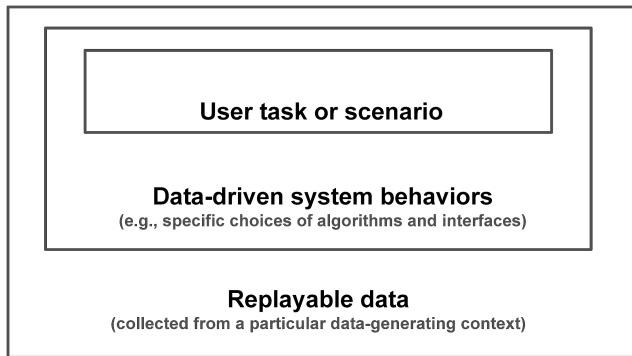 User task or scenario
Data-driven system behaviors
(e.g., specific choices of algorithms and interfaces)
Replayable data
(collected from a particular data-generating context)